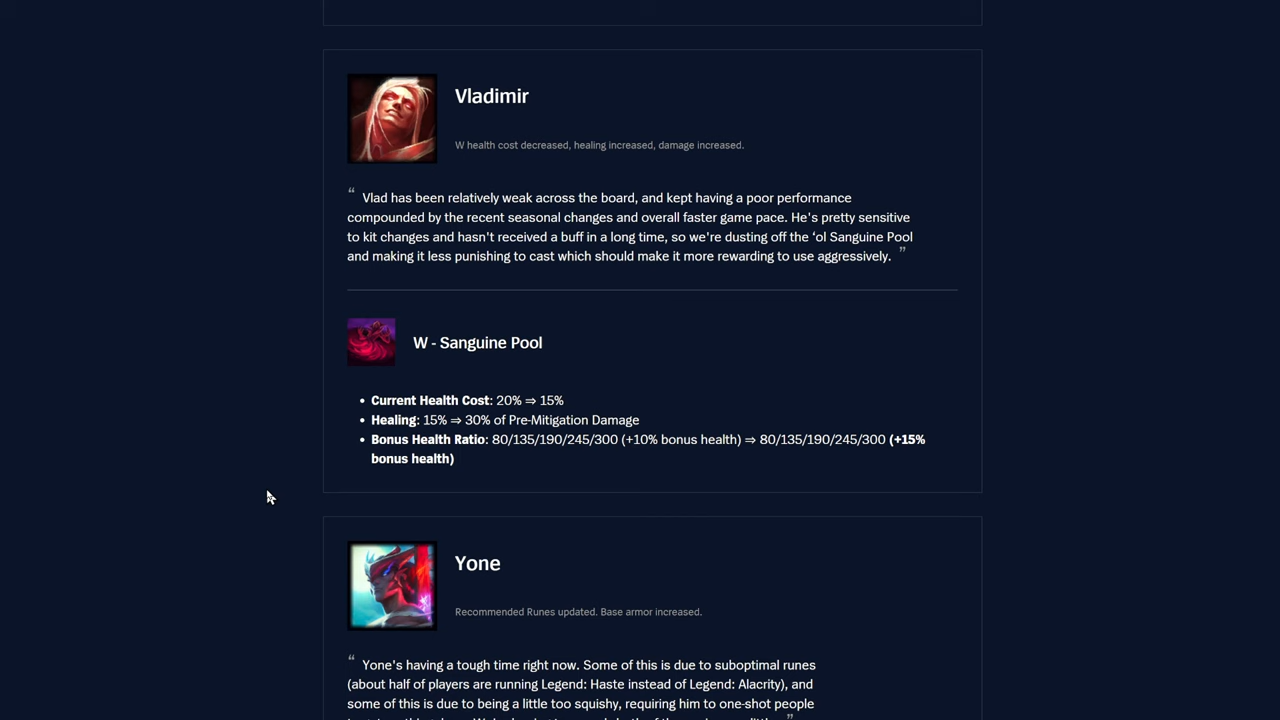 Vladimir
W health cost decreased, healing increased, damage increased.
“ Vlad has been relatively weak across the board, and kept having a poor performance
compounded by the recent seasonal changes and overall faster game pace. He's pretty sensitive
to kit changes and hasn't received a buff in a long time, so we're dusting off the ‘ol Sanguine Pool
and making it less punishing to cast which should make it more rewarding to use aggressively. ”
W - Sanguine Pool
• Current Health Cost: 20% ⇒ 15%
• Healing: 15% ⇒ 30% of Pre-Mitigation Damage
• Bonus Health Ratio: 80/135/190/245/300 (+10% bonus health) ⇒ 80/135/190/245/300 (+15%
bonus health)
Yone
Recommended Runes updated. Base armor increased.
“ Yone's having a tough time right now. Some of this is due to suboptimal runes
(about half of players are running Legend: Haste instead of Legend: Alacrity), and
some of this is due to being a little too squishy, requiring him to one-shot people